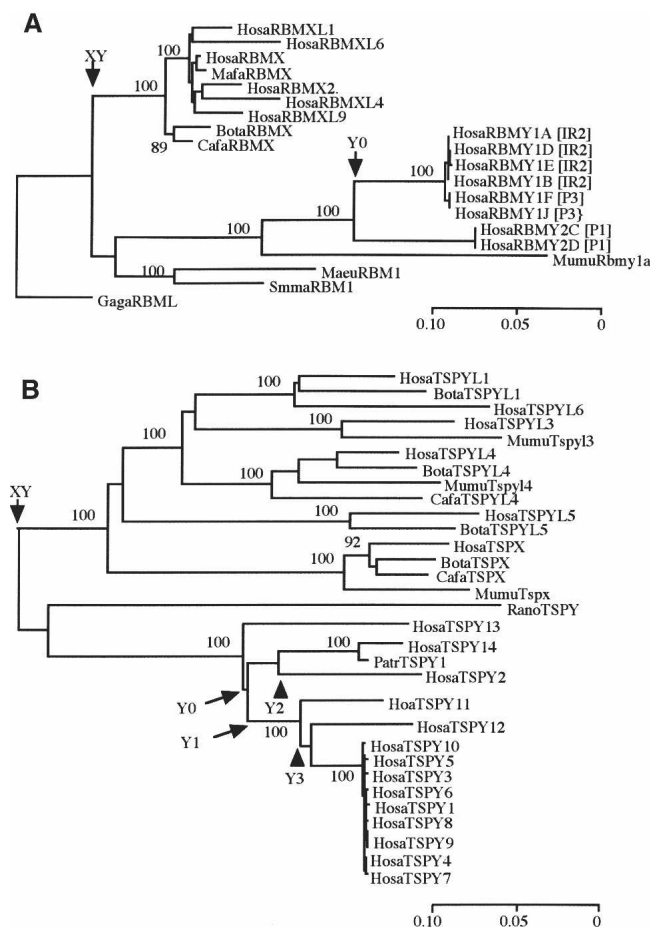 A
HosaRBMXL1
HosaRBMXL6
XY
100
HosaRBMX
MafaRBMX
100
HosaRBMX2.
HosaRBMXL4
HosaRBMXL9
BotaRBMX
89
CafaRBMX
Y0
HosaRBMY1A [IR2]
HosaRBMY1D [IR2]
HosaRBMY1E [IR2]
100
HosaRBMY1B [IR2]
HosaRBMY1F [P3]
HosaRBMY1J [P3}
100
HosaRBMY2C [P1]
100
HosaRBMY2D [P1]
MumuRbmy1a
100
MaeuRBM1
SmmaRBM1
GagaRBML
0.10 0.05 0
B
100
HosaTSPYL1
BotaTSPYL1
HosaTSPYL6
HosaTSPYL3
100
MumuTspyl3
HosaTSPYL4
BotaTSPYL4
100
MumuTspyl4
CafaTSPYL4
XY
100
100
HosaTSPYL5
BotaTSPYL5
92
HosaTSPX
BotaTSPX
100
CafaTSPX
MumuTspx
RanoTSPY
HosaTSPY13
100
100
HosaTSPY14
PatrTSPY1
HosaTSPY2
Y0
Y2
HoaTSPY11
Y1
100
HosaTSPY12
Y3
HosaTSPY10
HosaTSPY5
100
HosaTSPY3
HosaTSPY6
HosaTSPY1
HosaTSPY8
HosaTSPY9
HosaTSPY4
HosaTSPY7
0.10 0.05 0